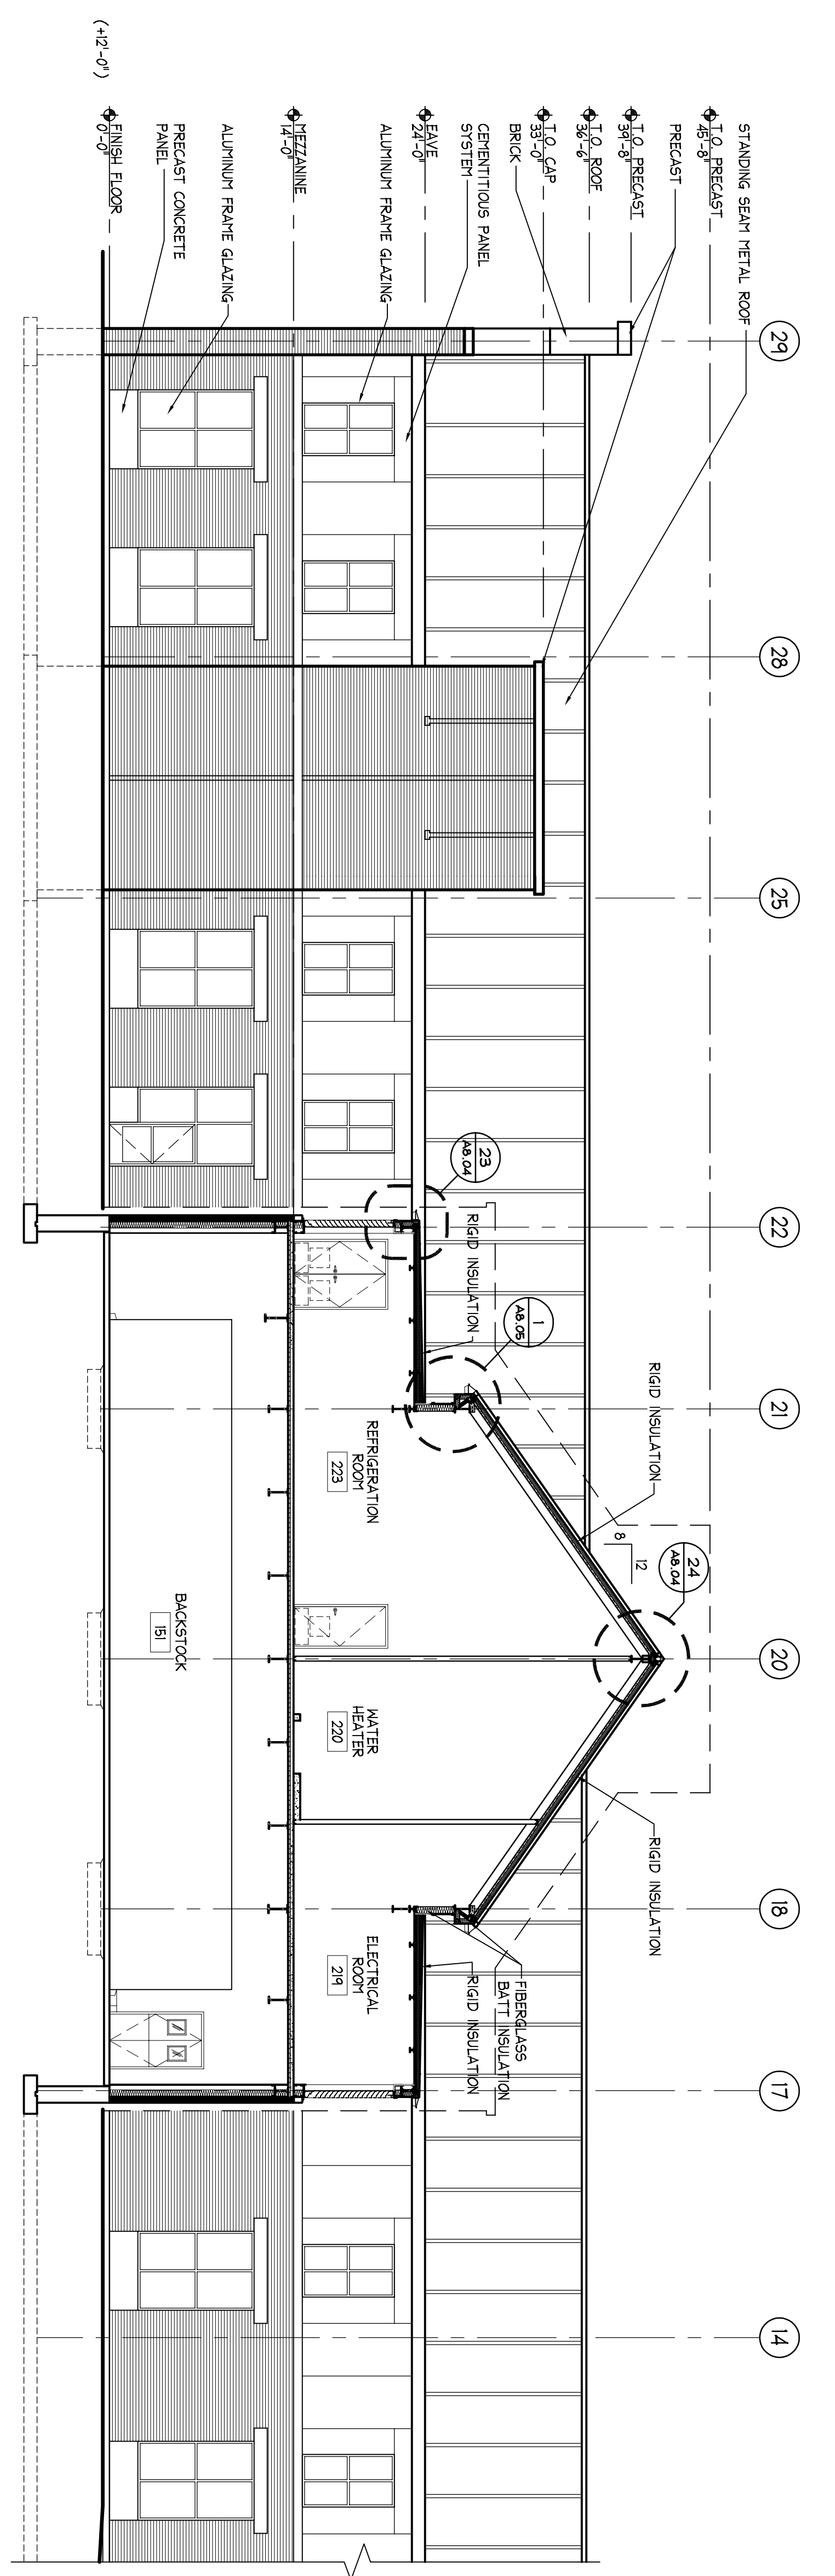 29
28
25
22
21
20
18
17
14
STANDING SEAM METAL ROOF
T.O. PRECAST
45'-8"
PRECAST
T.O. PRECAST
39'-8"
T.O. ROOF
36'-6"
T.O. CAP
33'-0"
BRICK
CEMENTITIOUS PANEL
SYSTEM
EAVE
24'-0"
ALUMINUM FRAME GLAZING
MEZZANINE
14'-0"
ALUMINUM FRAME GLAZING
PRECAST CONCRETE
PANEL
FINISH FLOOR
0'-0"
(+12'-0")
23
A8.04
RIGID INSULATION
1
A8.05
RIGID INSULATION
8
12
24
A8.04
RIGID INSULATION
FIBERGLASS
BATT INSULATION
RIGID INSULATION
REFRIGERATION
ROOM
223
WATER
HEATER
220
ELECTRICAL
ROOM
219
BACKSTOCK
151